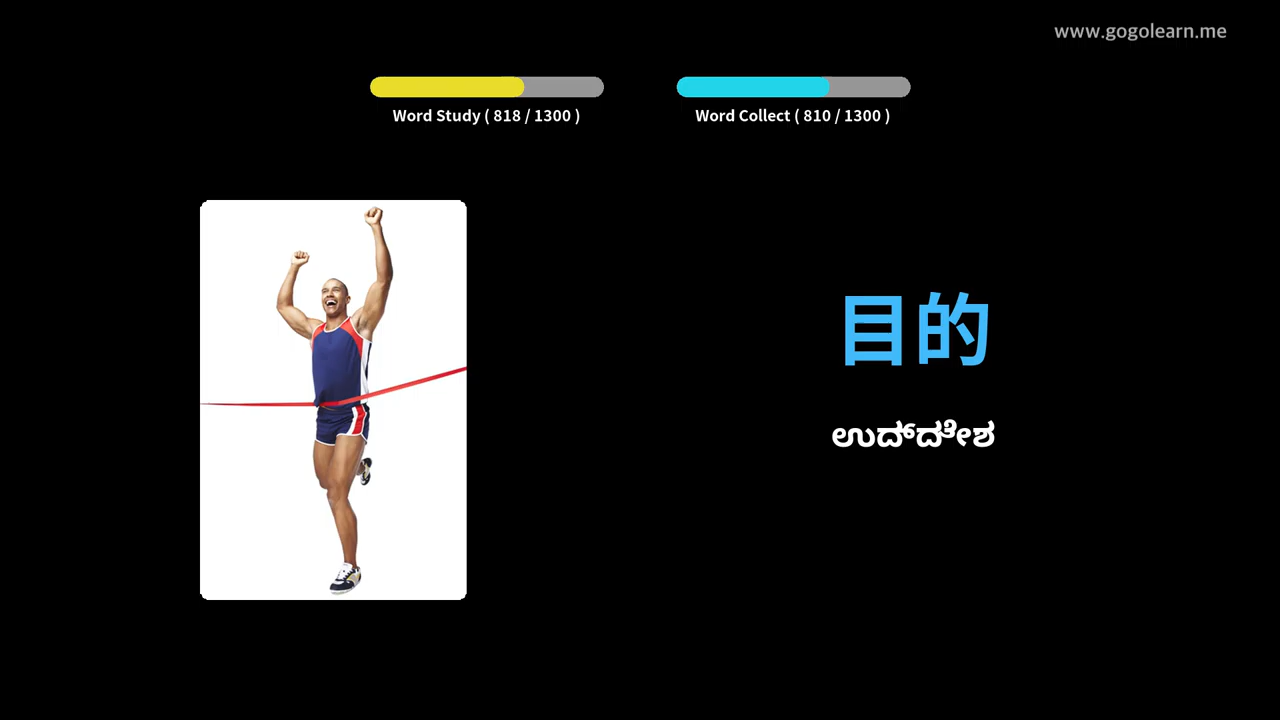 www.gogolearn.me
Word Study ( 818 / 1300 )
Word Collect ( 810 / 1300 )
目的
ಉದ್ದೇಶ